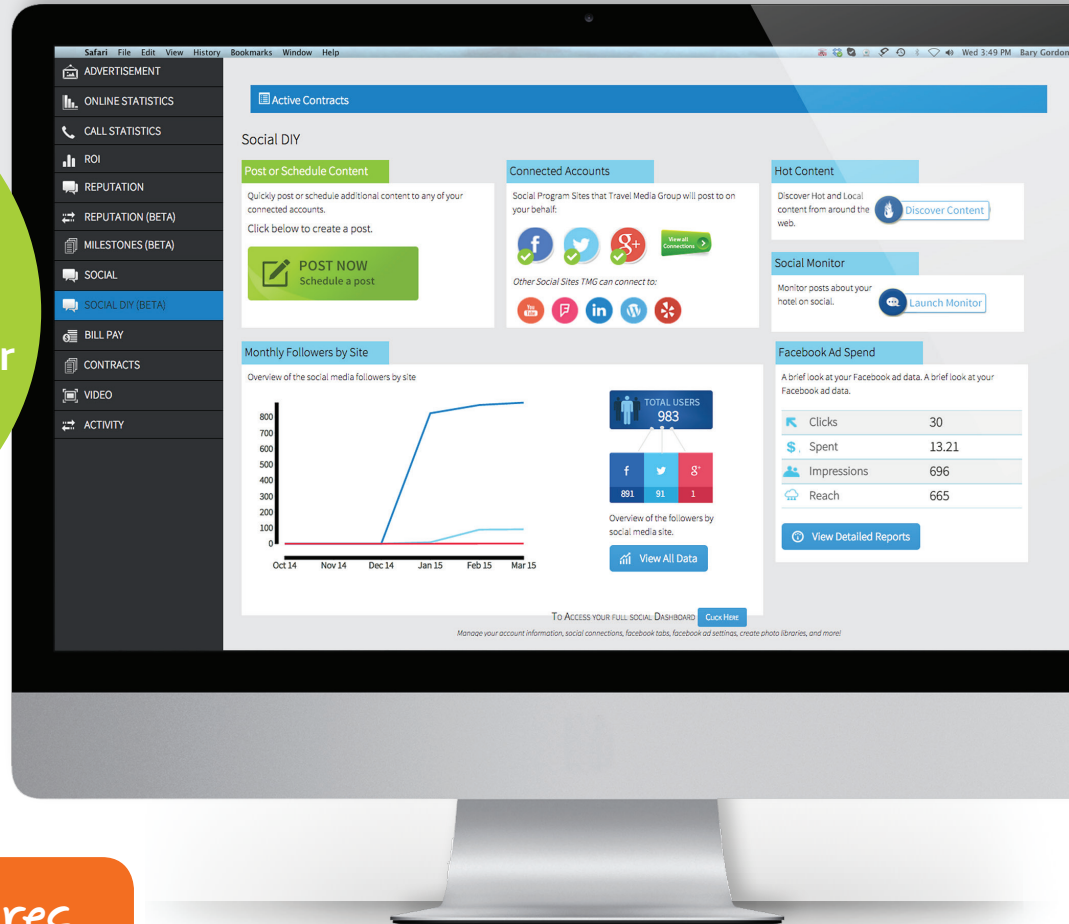 Safari File Edit View History Bookmarks Window Help
Wed 3:49 PM Bary Gordon
ADVERTISEMENT
ONLINE STATISTICS
CALL STATISTICS
ROI
REPUTATION
REPUTATION (BETA)
MILESTONES (BETA)
SOCIAL
SOCIAL DIY (BETA)
BILL PAY
CONTRACTS
VIDEO
ACTIVITY
r
Active Contracts
Social DIY
Post or Schedule Content
Quickly post or schedule additional content to any of your
connected accounts.
Click below to create a post.
POST NOW
Schedule a post
Connected Accounts
Social Program Sites that Travel Media Group will post to on
your behalf:
f
8+
View all
Connections
Other Social Sites TMG can connect to:
You
Tube
F in W
Hot Content
Discover Hot and Local
content from around the
web.
Discover Content
Social Monitor
Monitor posts about your
hotel on social.
Launch Monitor
Monthly Followers by Site
Overview of the social media followers by site
800
700
600
500
400
300
200
100
0
Oct 14 Nov 14 Dec 14 Jan 15 Feb 15 Mar 15
TOTAL USERS
983
f 8+
891 91 1
Overview of the followers by
social media site.
View All Data
Facebook Ad Spend
A brief look at your Facebook ad data. A brief look at your
Facebook ad data.
Clicks 30
$ Spent 13.21
Impressions 696
Reach 665
View Detailed Reports
TO ACCESS YOUR FULL SOCIAL DASHBOARD CLICK HERE
Manage your account information, social connections, facebook tabs, facebook ad settings, create photo libraries, and more!
res